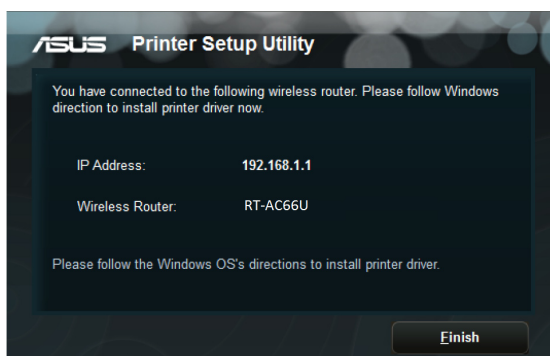 ASUS Printer Setup Utility
You have connected to the following wireless router. Please follow Windows
direction to install printer driver now.
IP Address: 192.168.1.1
Wireless Router: RT-AC66U
Please follow the Windows OS's directions to install printer driver.
Finish